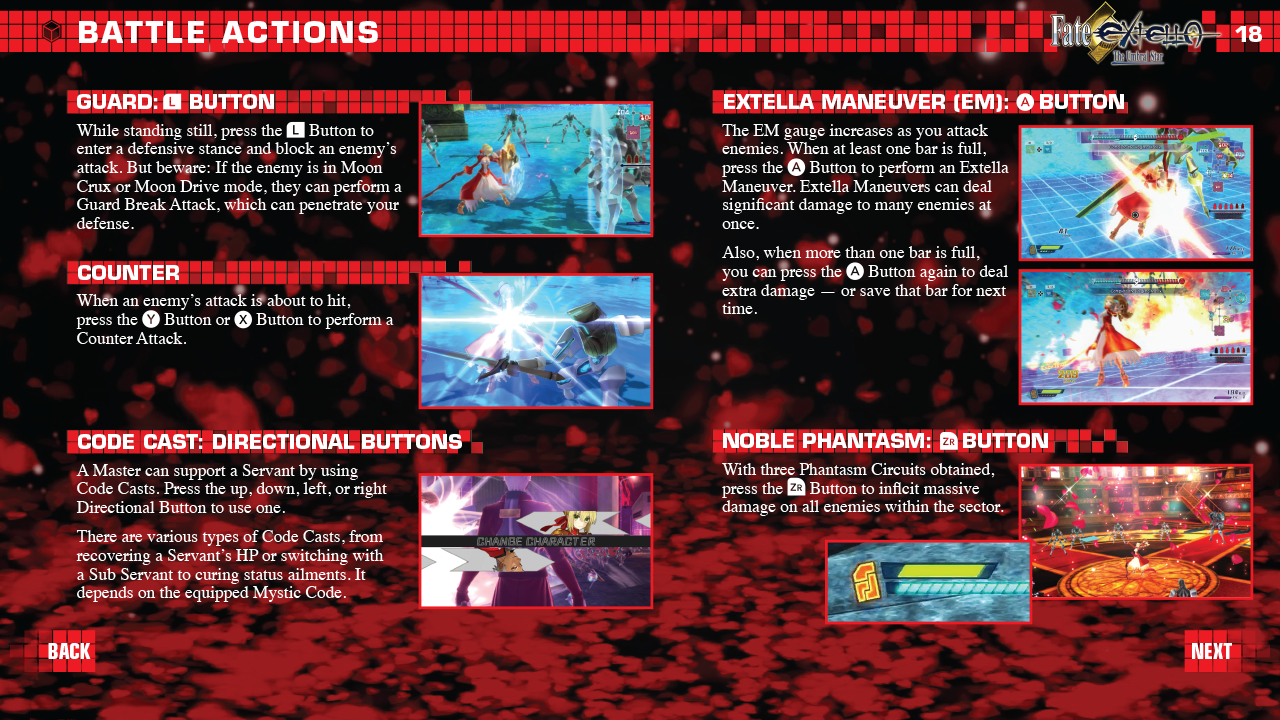 BATTLE ACTIONS
Fate EXTELLA
The Umbral Star
18
GUARD: L BUTTON
While standing still, press the L Button to
enter a defensive stance and block an enemy's
attack. But beware: If the enemy is in Moon
Crux or Moon Drive mode, they can perform a
Guard Break Attack, which can penetrate your
defense.
COUNTER
When an enemy's attack is about to hit,
press the Y Button or X Button to perform a
Counter Attack.
CODE CAST: DIRECTIONAL BUTTONS
A Master can support a Servant by using
Code Casts. Press the up, down, left, or right
Directional Button to use one.
There are various types of Code Casts, from
recovering a Servant's HP or switching with
a Sub Servant to curing status ailments. It
depends on the equipped Mystic Code.
CHANGE CHARACTER
EXTELLA MANEUVER (EM): A BUTTON
The EM gauge increases as you attack
enemies. When at least one bar is full,
press the A Button to perform an Extella
Maneuver. Extella Maneuvers can deal
significant damage to many enemies at
once.
Also, when more than one bar is full,
you can press the A Button again to deal
extra damage — or save that bar for next
time.
NOBLE PHANTASM: ZR BUTTON
With three Phantasm Circuits obtained,
press the ZR Button to inflcit massive
damage on all enemies within the sector.
BACK
NEXT